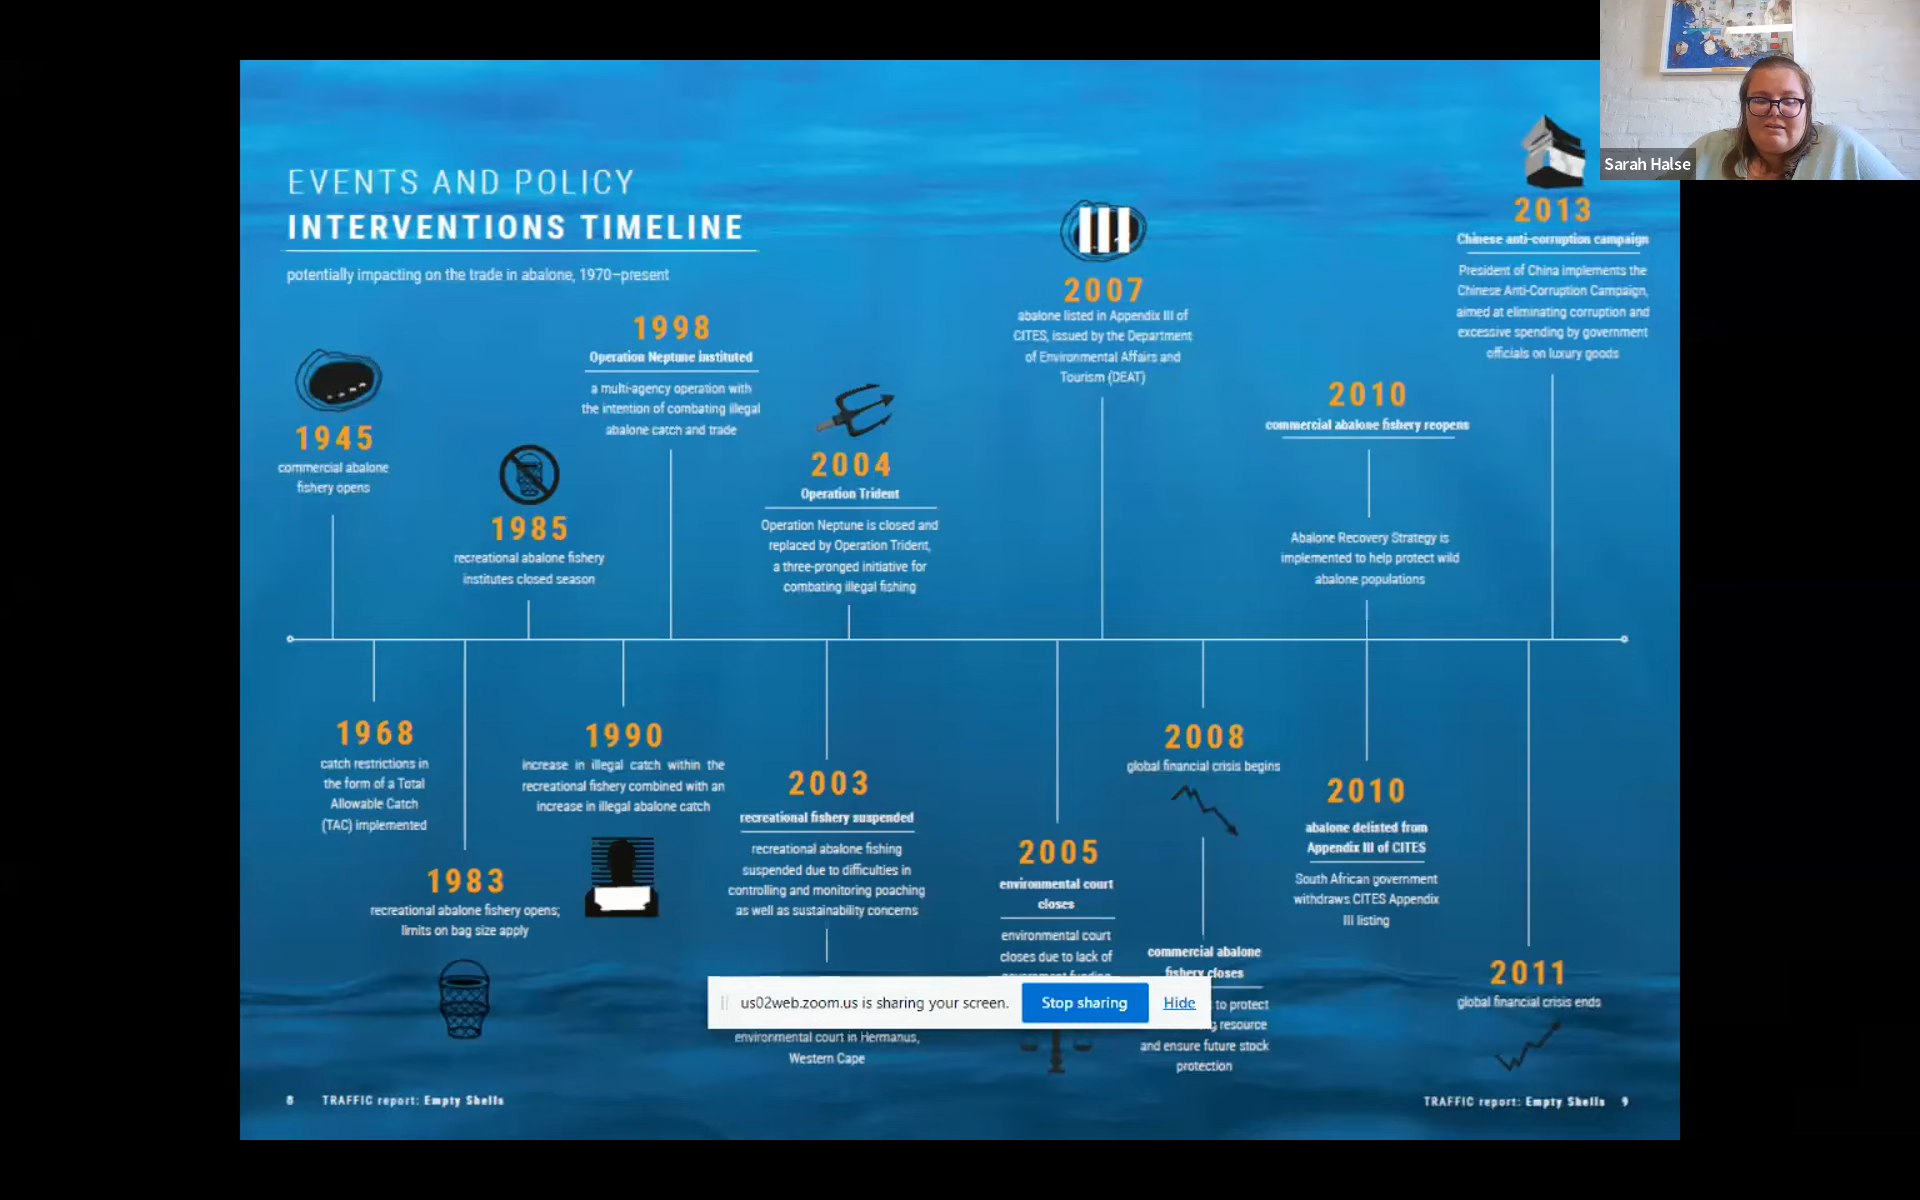 Sarah Halse
EVENTS AND POLICY
INTERVENTIONS TIMELINE
potentially impacting on the trade in abalone, 1970–present
1945
commercial abalone
fishery opens
1968
catch restrictions in
the form of a Total
Allowable Catch
(TAC) implemented
1983
recreational abalone fishery opens;
limits on bag size apply
1985
recreational abalone fishery
institutes closed season
1990
increase in illegal catch within the
recreational fishery combined with an
increase in illegal abalone catch
1998
Operation Neptune instituted
a multi-agency operation with
the intention of combating illegal
abalone catch and trade
2003
recreational fishery suspended
recreational abalone fishing
suspended due to difficulties in
controlling and monitoring poaching
as well as sustainability concerns
environmental court in Hermanus,
Western Cape
2004
Operation Trident
Operation Neptune is closed and
replaced by Operation Trident,
a three-pronged initiative for
combating illegal fishing
2005
environmental court
closes
environmental court
closes due to lack of
government funding
2007
abalone listed in Appendix III of
CITES, issued by the Department
of Environmental Affairs and
Tourism (DEAT)
2008
global financial crisis begins
commercial abalone
fishery closes
to protect
resource
and ensure future stock
protection
2010
commercial abalone fishery reopens
Abalone Recovery Strategy is
implemented to help protect wild
abalone populations
2010
abalone delisted from
Appendix III of CITES
South African government
withdraws CITES Appendix
III listing
2011
global financial crisis ends
2013
Chinese anti-corruption campaign
President of China implements the
Chinese Anti-Corruption Campaign,
aimed at eliminating corruption and
excessive spending by government
officials on luxury goods
us02web.zoom.us is sharing your screen. Stop sharing Hide
8 TRAFFIC report: Empty Shells
TRAFFIC report: Empty Shells 9